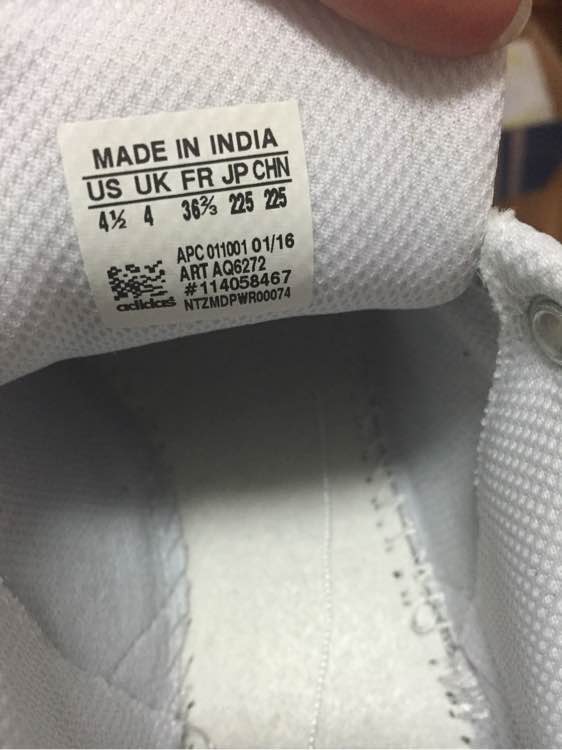 MADE IN INDIA
US UK FR JP CHN
4½ 4 36⅔ 225 225
APC 011001 01/16
ART AQ6272
#114058467
adidas NTZMDPWR00074